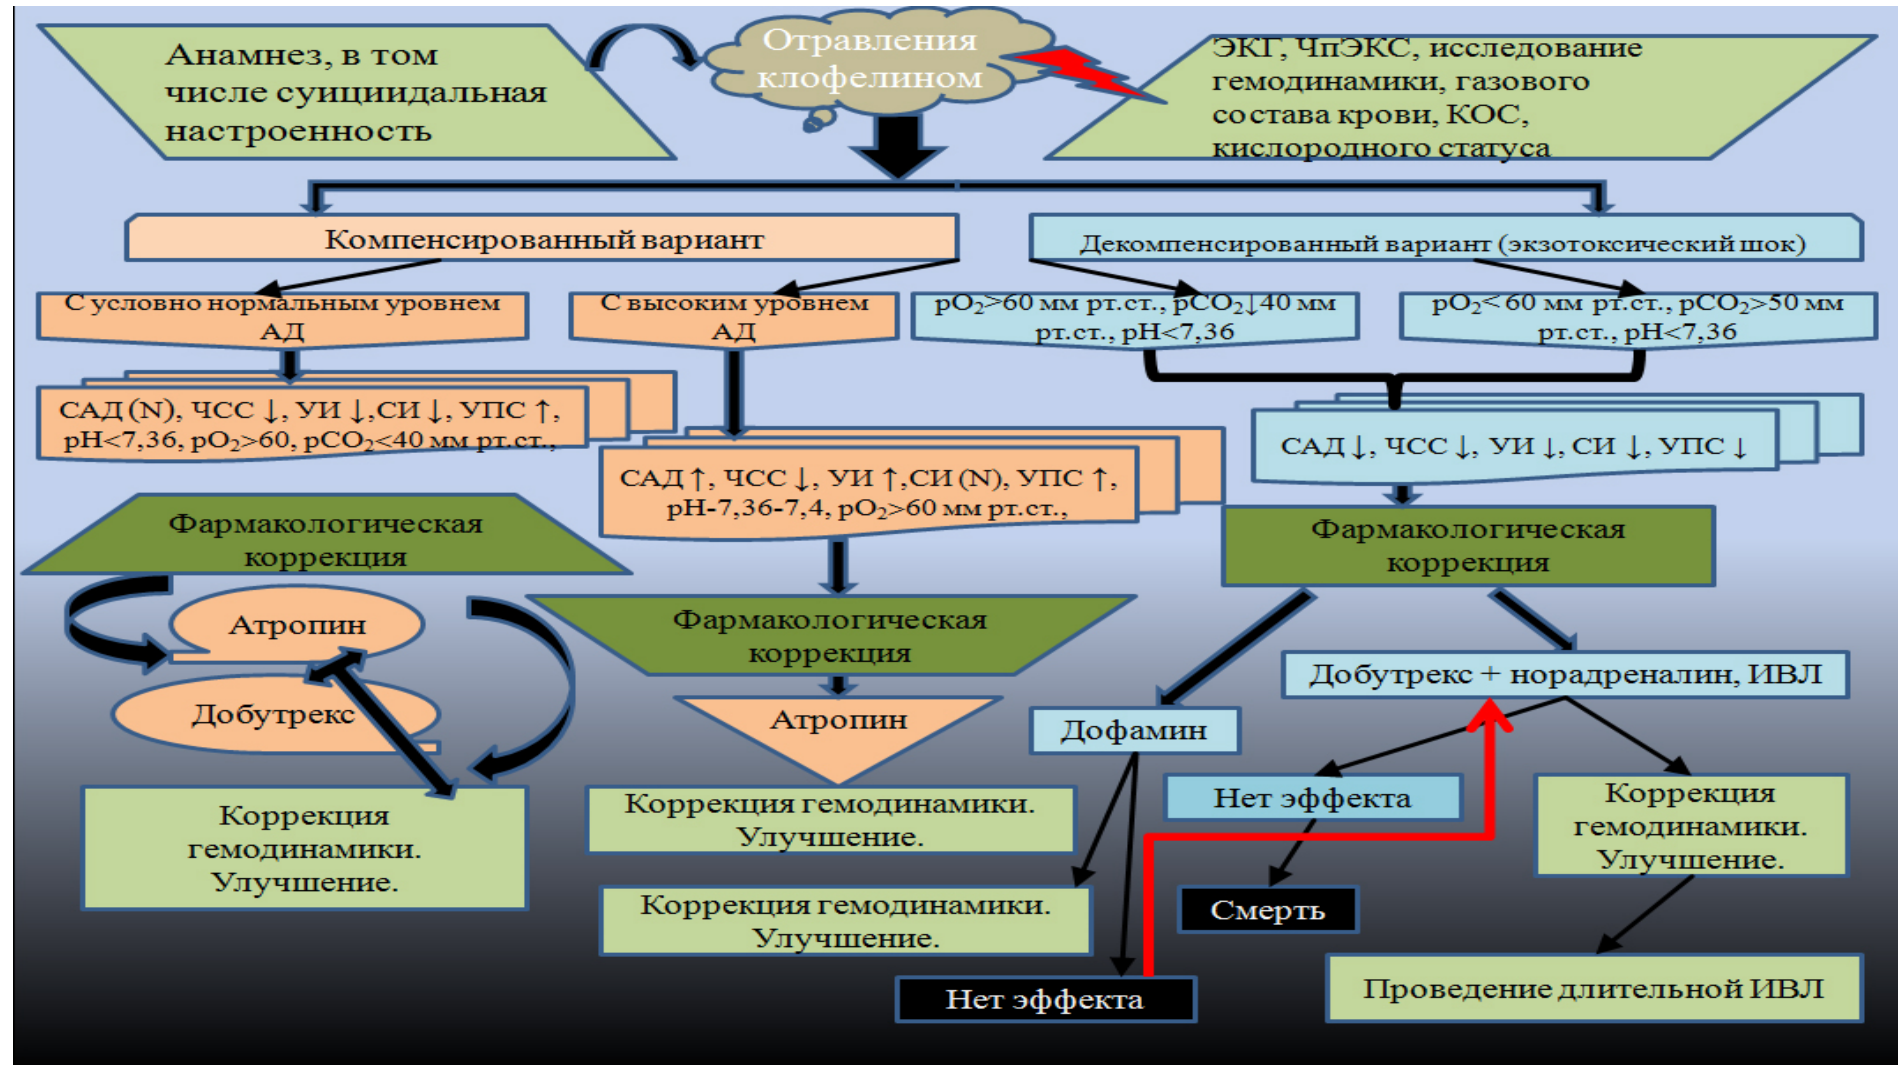 Анамнез, в том
числе суициидальная
настроенность
Отравления
клофелином
ЭКГ, ЧпЭКС, исследование
гемодинамики, газового
состава крови, КОС,
кислородного статуса
Компенсированный вариант
Декомпенсированный вариант (экзотоксический шок)
С условно нормальным уровнем
АД
С высоким уровнем
АД
pO₂>60 мм рт.ст., pCO₂↓40 мм
рт.ст., pH<7,36
pO₂< 60 мм рт.ст., pCO₂>50 мм
рт.ст., pH<7,36
САД (N), ЧСС ↓, УИ ↓,СИ ↓, УПС ↑,
pH<7,36, pO₂>60, pCO₂<40 мм рт.ст.,
САД ↑, ЧСС ↓, УИ ↑,СИ (N), УПС ↑,
pH-7,36-7,4, pO₂>60 мм рт.ст.,
САД ↓, ЧСС ↓, УИ ↓, СИ ↓, УПС ↓
Фармакологическая
коррекция
Фармакологическая
коррекция
Фармакологическая
коррекция
Атропин
Добутрекс
Атропин
Дофамин
Добутрекс + норадреналин, ИВЛ
Коррекция
гемодинамики.
Улучшение.
Коррекция гемодинамики.
Улучшение.
Нет эффекта
Коррекция
гемодинамики.
Улучшение.
Коррекция гемодинамики.
Улучшение.
Смерть
Нет эффекта
Проведение длительной ИВЛ